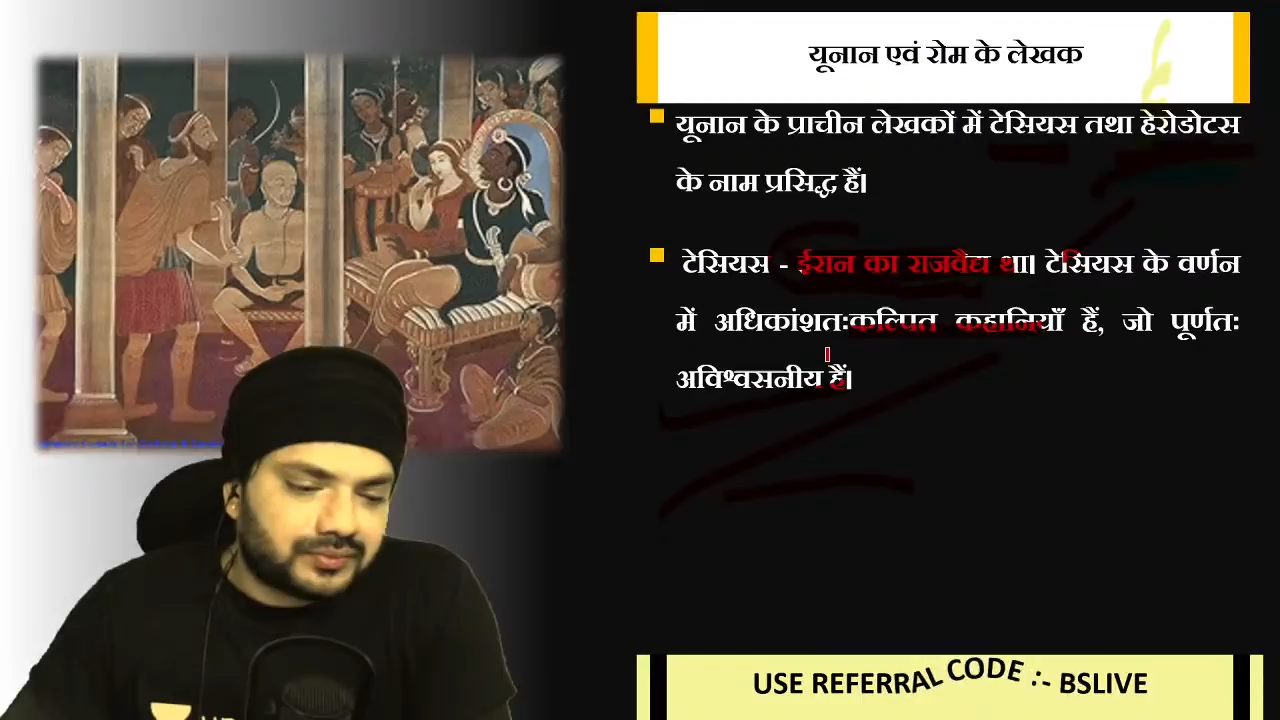 यूनान एवं रोम के लेखक
यूनान के प्राचीन लेखकों में टेसियस तथा हेरोडोटस
के नाम प्रसिद्ध हैं।
टेसियस - ईरान का राजवैद्य था। टेसियस के वर्णन
में अधिकांशतःकल्पित कहानियाँ हैं, जो पूर्णतः
अविश्वसनीय हैं।
USE REFERRAL CODE :- BSLIVE